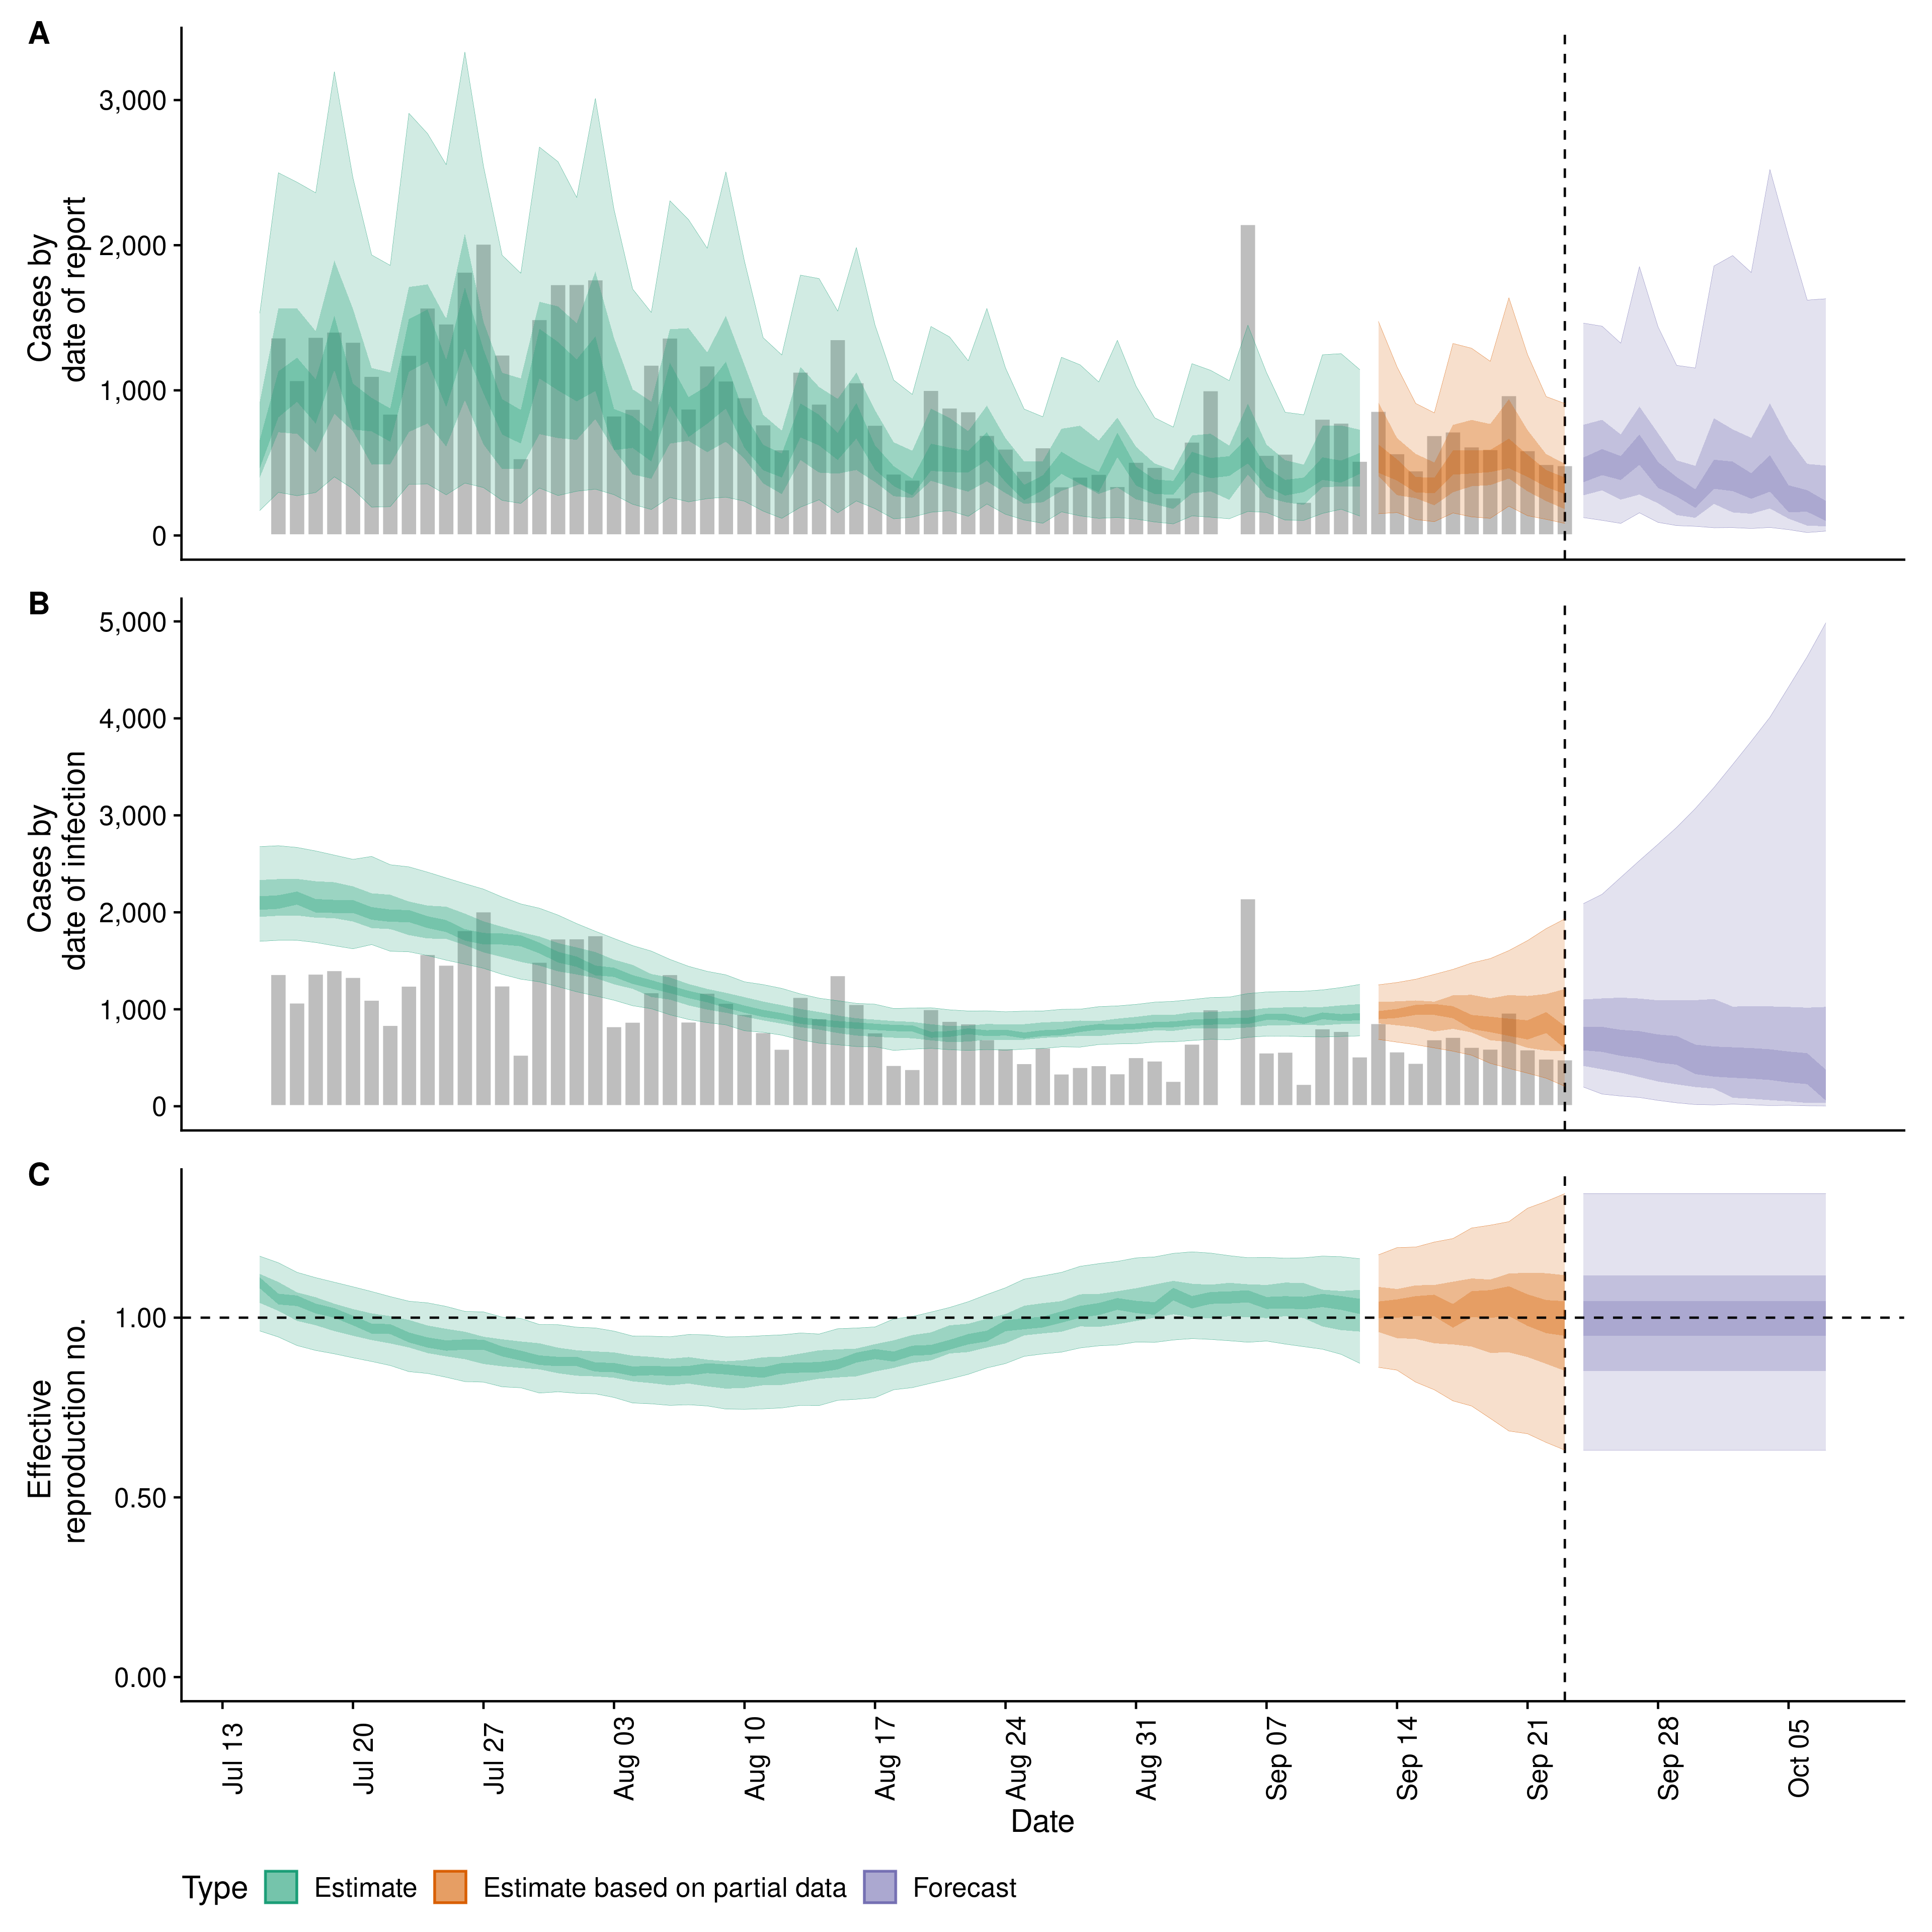 A
Cases by
date of report
3,000
2,000
1,000
0
B
Cases by
date of infection
5,000
4,000
3,000
2,000
1,000
0
C
Effective
reproduction no.
1.00
0.50
0.00
Jul 13
Jul 20
Jul 27
Aug 03
Aug 10
Aug 17
Aug 24
Aug 31
Sep 07
Sep 14
Sep 21
Sep 28
Oct 05
Date
Type Estimate Estimate based on partial data Forecast